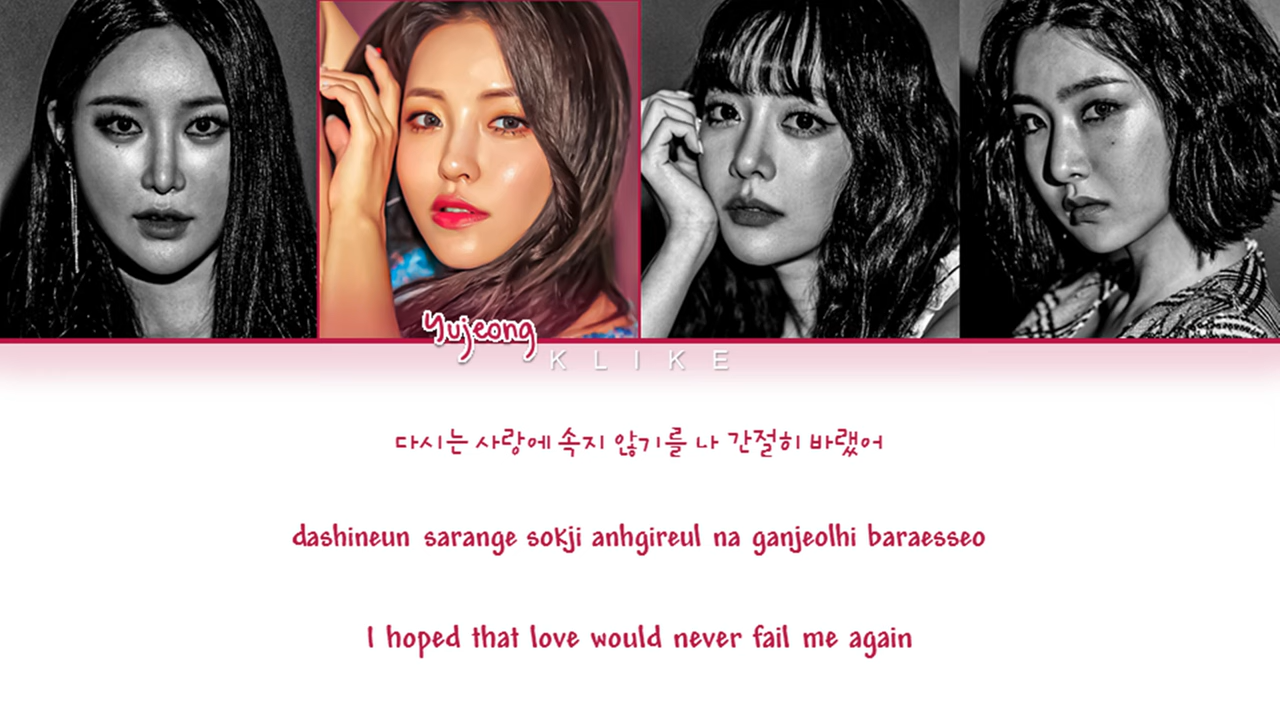 Yujeong
KLIKE
다시는 사랑에 속지 않기를 나 간절히 바랬어
dashineun sarange sokji anhgireul na ganjeolhi baraesseo
I hoped that love would never fail me again